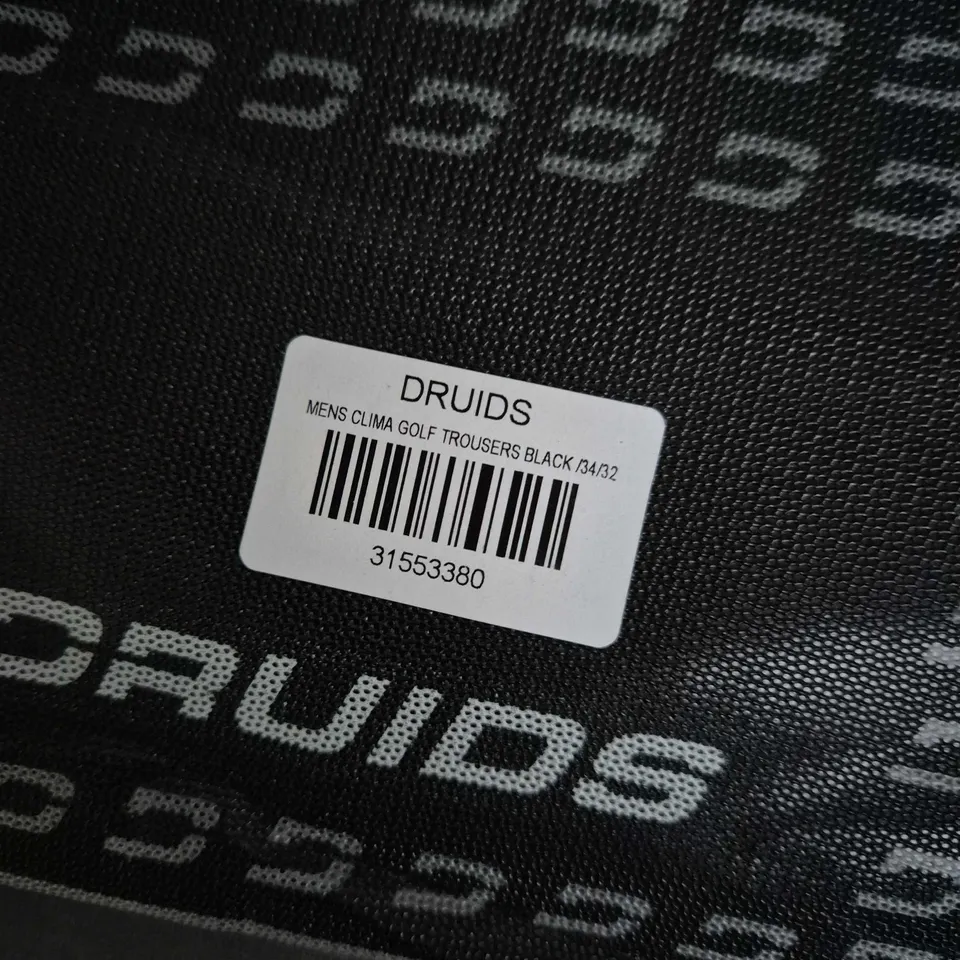 DRUIDS
MENS CLIMA GOLF TROUSERS BLACK /34/32
31553380
DRUIDS